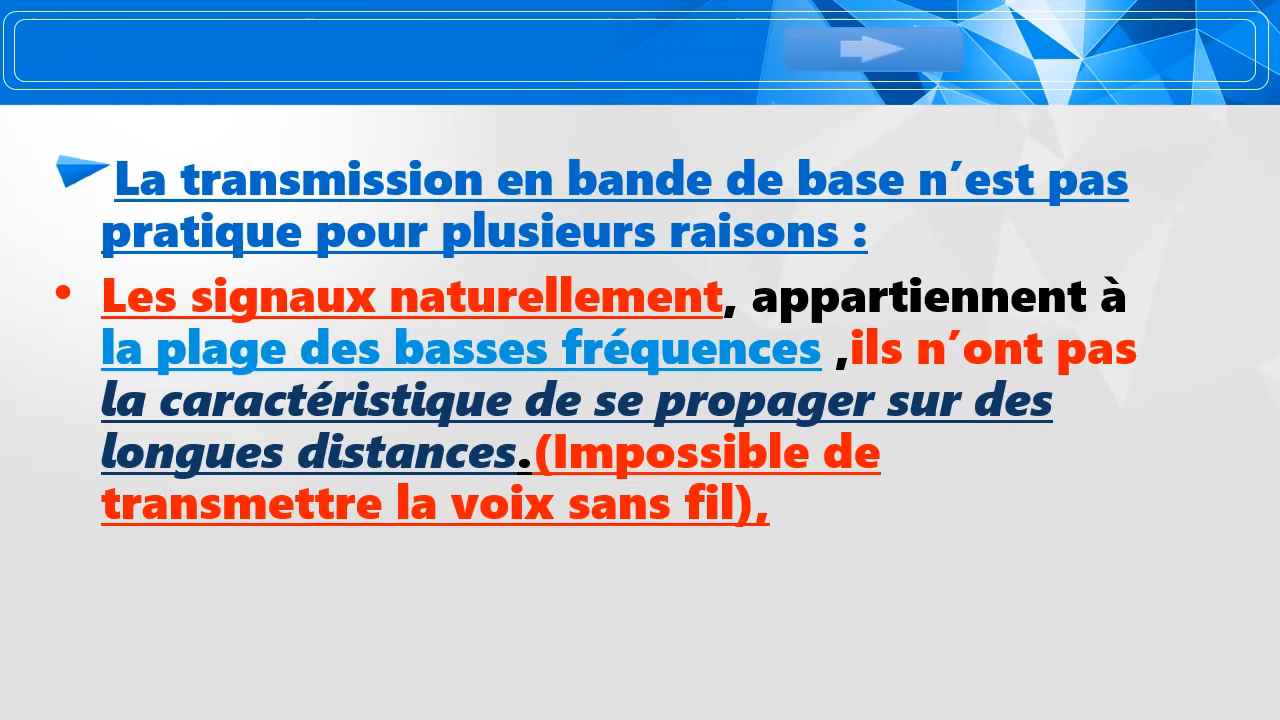 La transmission en bande de base n’est pas
pratique pour plusieurs raisons :
• Les signaux naturellement, appartiennent à
la plage des basses fréquences ,ils n’ont pas
la caractéristique de se propager sur des
longues distances.(Impossible de
transmettre la voix sans fil),